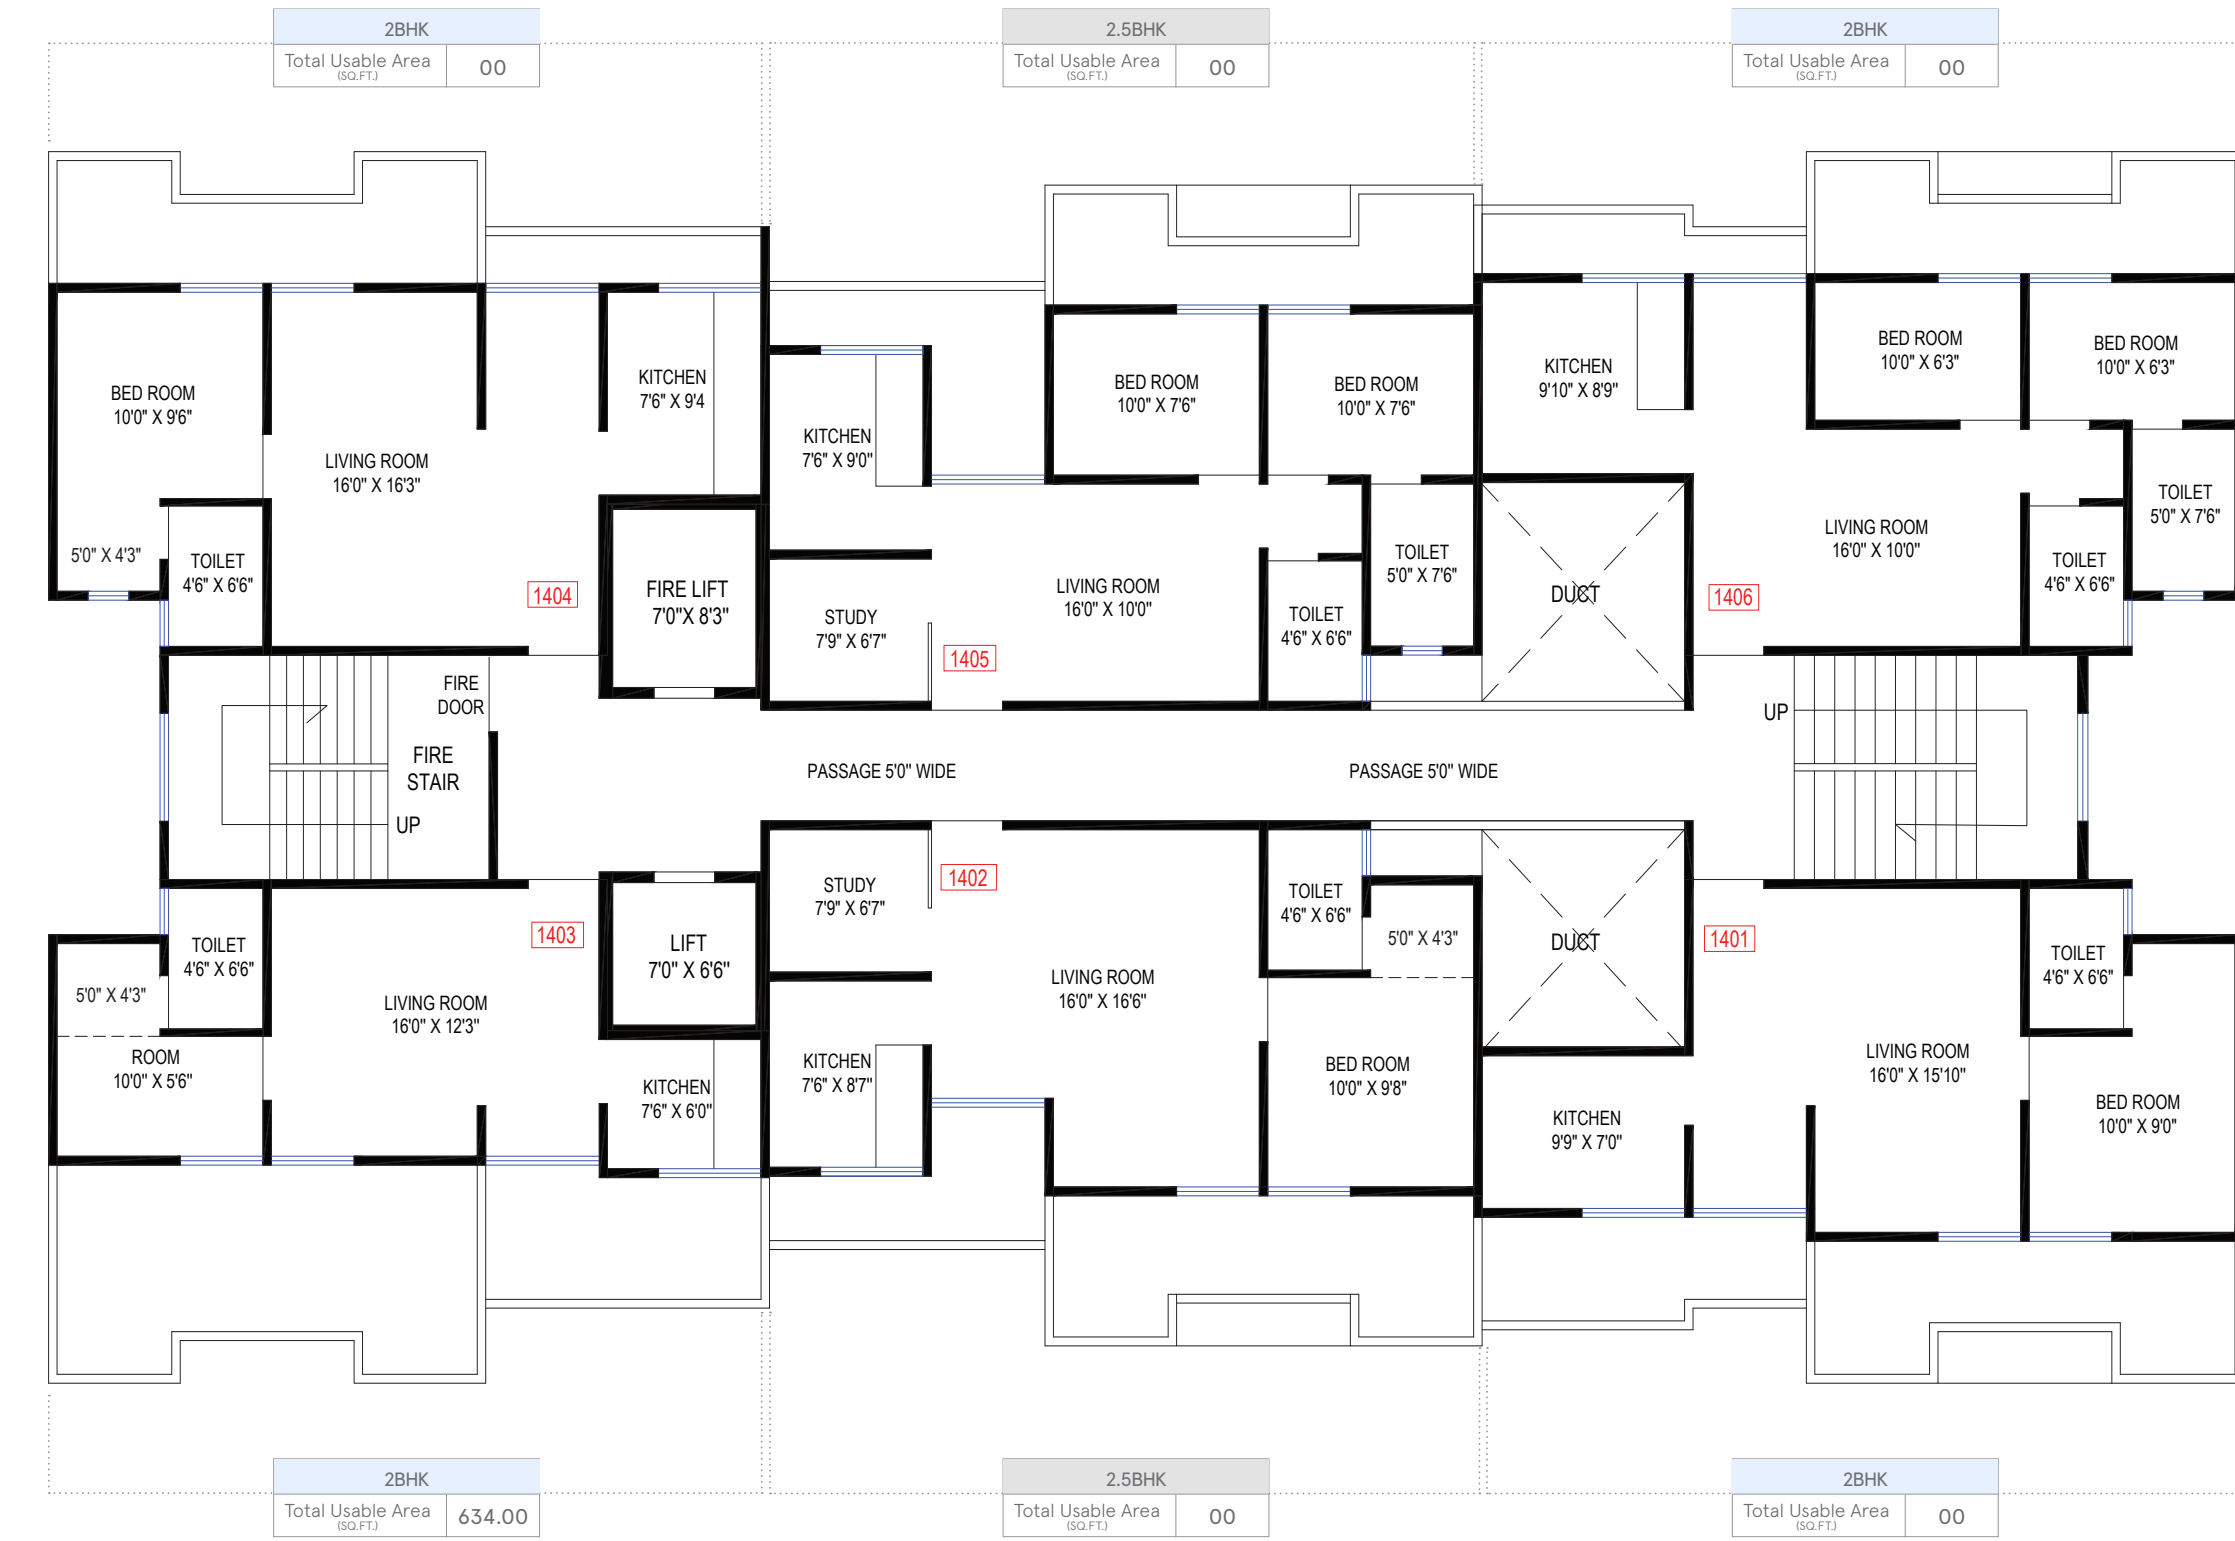 2BHK
Total Usable Area
(SQ.FT.)
00
2.5BHK
Total Usable Area
(SQ.FT.)
00
2BHK
Total Usable Area
(SQ.FT.)
00
BED ROOM
10'0" X 9'6"
5'0" X 4'3"
TOILET
4'6" X 6'6"
LIVING ROOM
16'0" X 16'3"
KITCHEN
7'6" X 9'4
1404
FIRE LIFT
7'0"X 8'3"
KITCHEN
7'6" X 9'0"
STUDY
7'9" X 6'7"
1405
BED ROOM
10'0" X 7'6"
BED ROOM
10'0" X 7'6"
LIVING ROOM
16'0" X 10'0"
TOILET
4'6" X 6'6"
TOILET
5'0" X 7'6"
KITCHEN
9'10" X 8'9"
DUCT
1406
BED ROOM
10'0" X 6'3"
BED ROOM
10'0" X 6'3"
LIVING ROOM
16'0" X 10'0"
TOILET
4'6" X 6'6"
TOILET
5'0" X 7'6"
FIRE
DOOR
FIRE
STAIR
UP
PASSAGE 5'0" WIDE
PASSAGE 5'0" WIDE
UP
TOILET
4'6" X 6'6"
5'0" X 4'3"
ROOM
10'0" X 5'6"
LIVING ROOM
16'0" X 12'3"
1403
LIFT
7'0" X 6'6"
KITCHEN
7'6" X 6'0"
STUDY
7'9" X 6'7"
1402
KITCHEN
7'6" X 8'7"
LIVING ROOM
16'0" X 16'6"
TOILET
4'6" X 6'6"
5'0" X 4'3"
BED ROOM
10'0" X 9'8"
DUCT
1401
KITCHEN
9'9" X 7'0"
LIVING ROOM
16'0" X 15'10"
TOILET
4'6" X 6'6"
BED ROOM
10'0" X 9'0"
2BHK
Total Usable Area
(SQ.FT.)
634.00
2.5BHK
Total Usable Area
(SQ.FT.)
00
2BHK
Total Usable Area
(SQ.FT.)
00